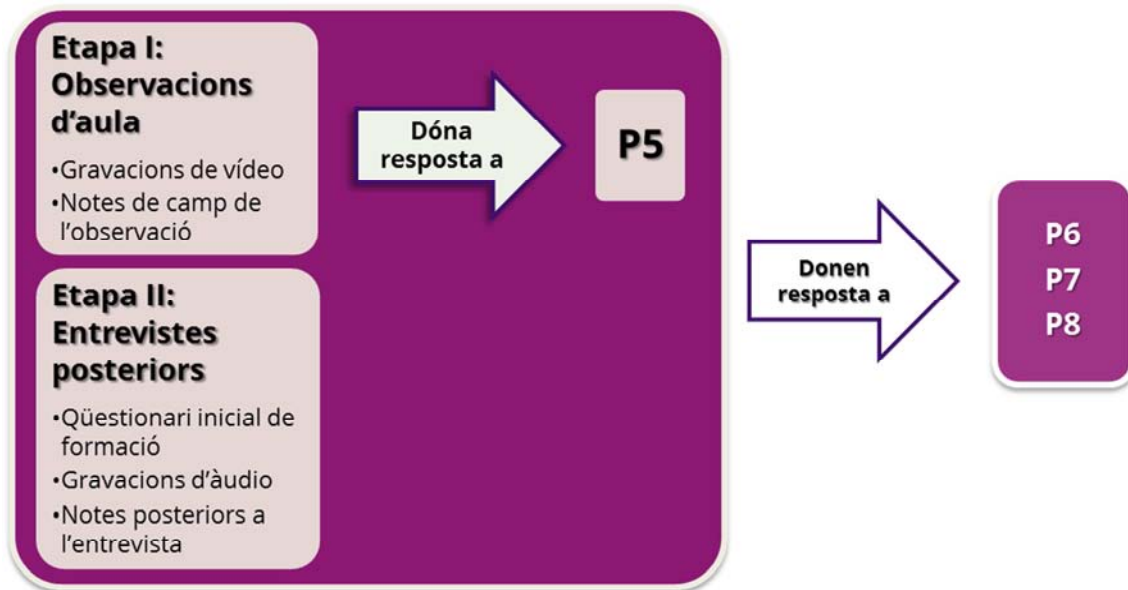 Etapa I:
Observacions
d'aula
•Gravacions de vídeo
•Notes de camp de
l'observació
Dóna
resposta a
P5
Etapa II:
Entrevistes
posteriors
•Qüestionari inicial de
formació
•Gravacions d'àudio
•Notes posteriors a
l'entrevista
Donen
resposta a
P6
P7
P8